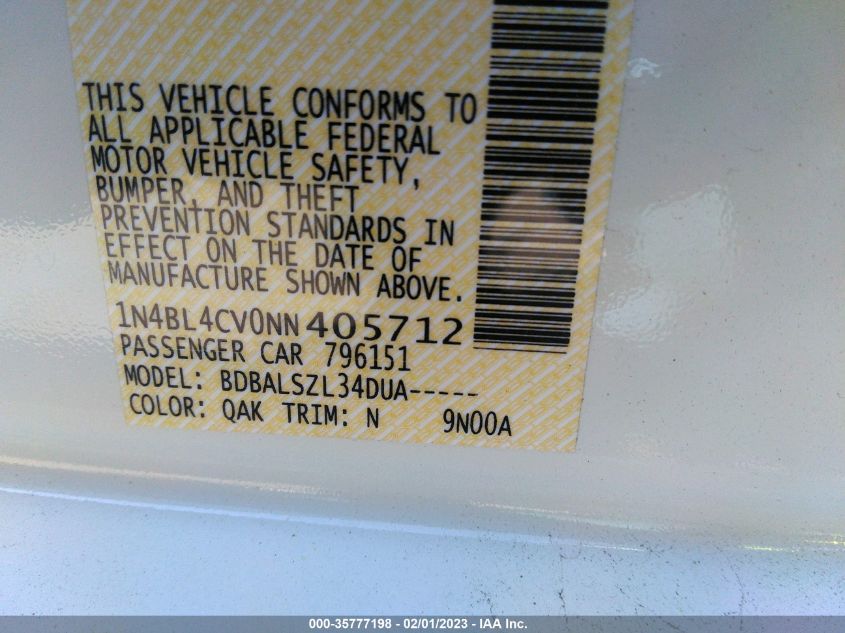 THIS VEHICLE CONFORMS TO
ALL APPLICABLE FEDERAL
MOTOR VEHICLE SAFETY,
BUMPER, AND THEFT
PREVENTION STANDARDS IN
EFFECT ON THE DATE OF
MANUFACTURE SHOWN ABOVE.
1N4BL4CV0NN405712
PASSENGER CAR 796151
MODEL: BDBALSZL34DUA-----
COLOR: QAK TRIM: N 9N00A
000-35777198 - 02/01/2023 - IAA Inc.